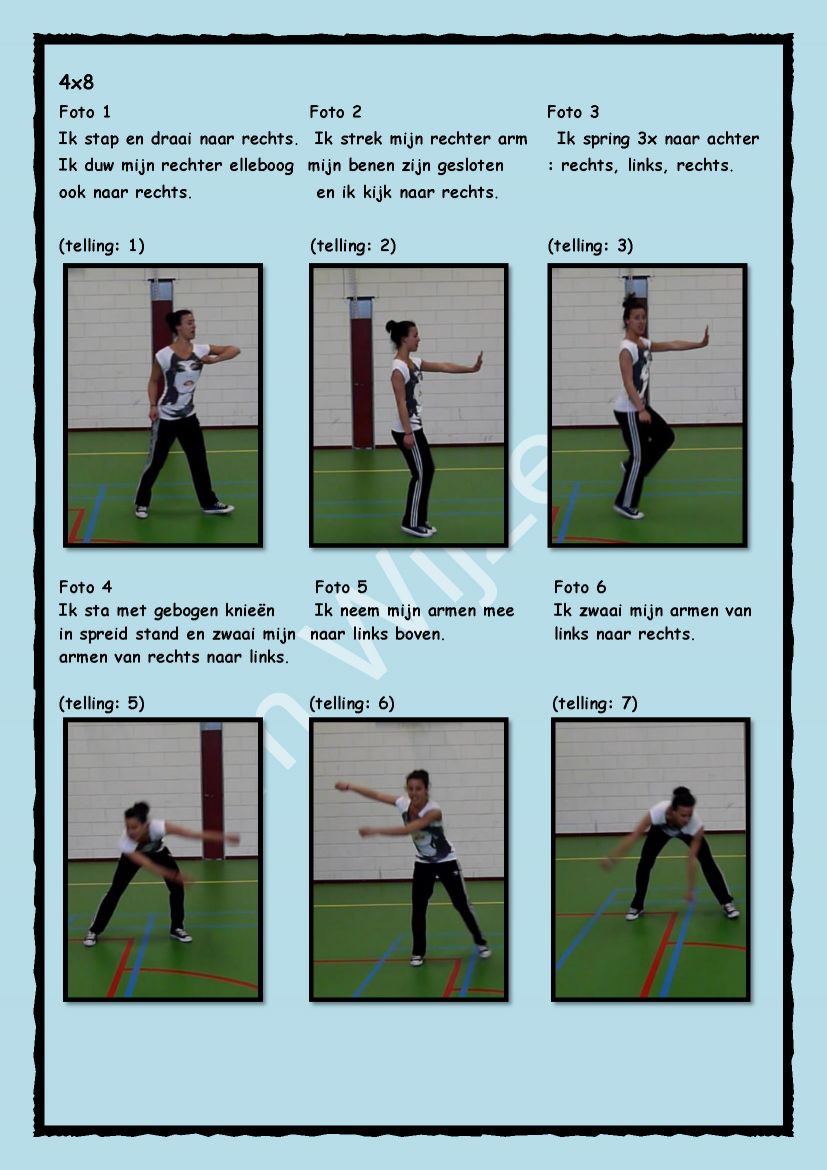 4x8
Foto 1
Ik stap en draai naar rechts.
Ik duw mijn rechter elleboog
ook naar rechts.
(telling: 1)
Foto 2
Ik strek mijn rechter arm
mijn benen zijn gesloten
en ik kijk naar rechts.
(telling: 2)
Foto 3
Ik spring 3x naar achter
: rechts, links, rechts.
(telling: 3)
Foto 4
Ik sta met gebogen knieën
in spreid stand en zwaai mijn
armen van rechts naar links.
(telling: 5)
Foto 5
Ik neem mijn armen mee
naar links boven.
(telling: 6)
Foto 6
Ik zwaai mijn armen van
links naar rechts.
(telling: 7)
n Wijze